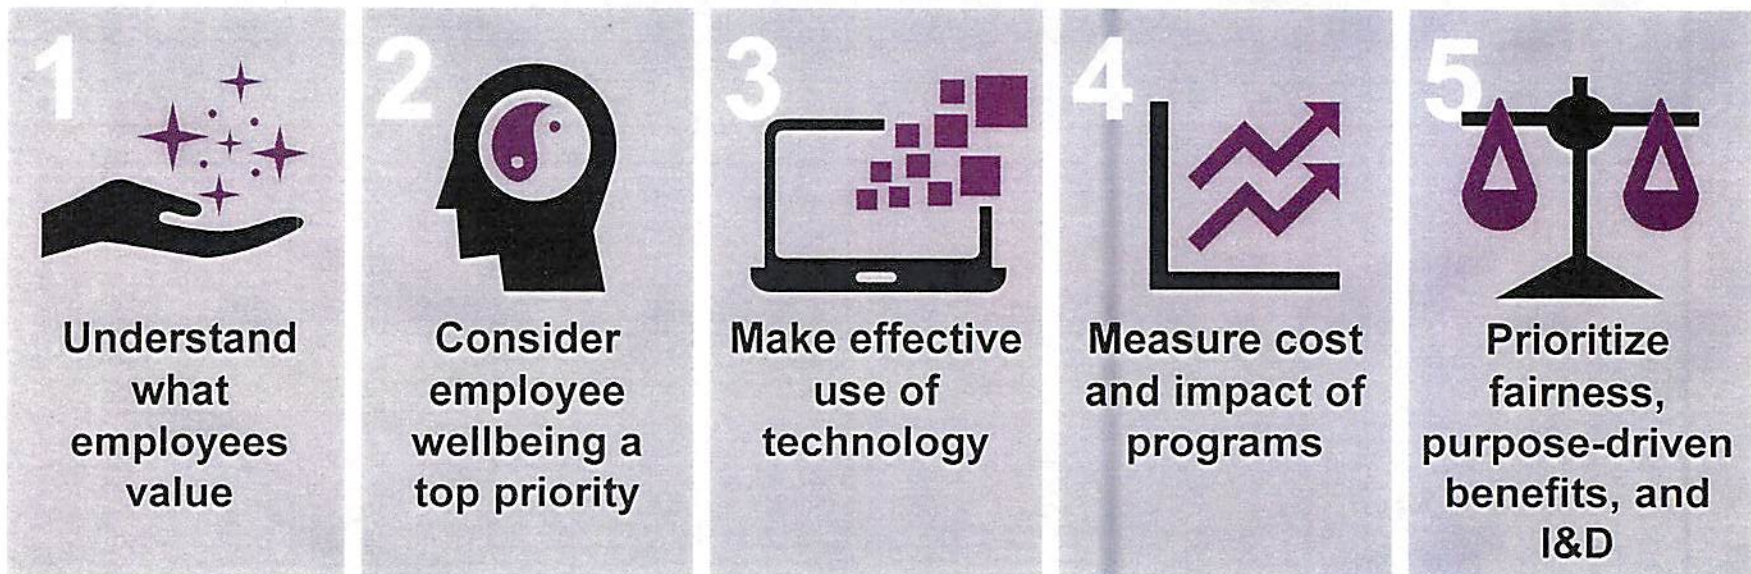 1
Understand
what
employees
value
2
Consider
employee
wellbeing a
top priority
3
Make effective
use of
technology
4
Measure cost
and impact of
programs
5
Prioritize
fairness,
purpose-driven
benefits, and
I&D